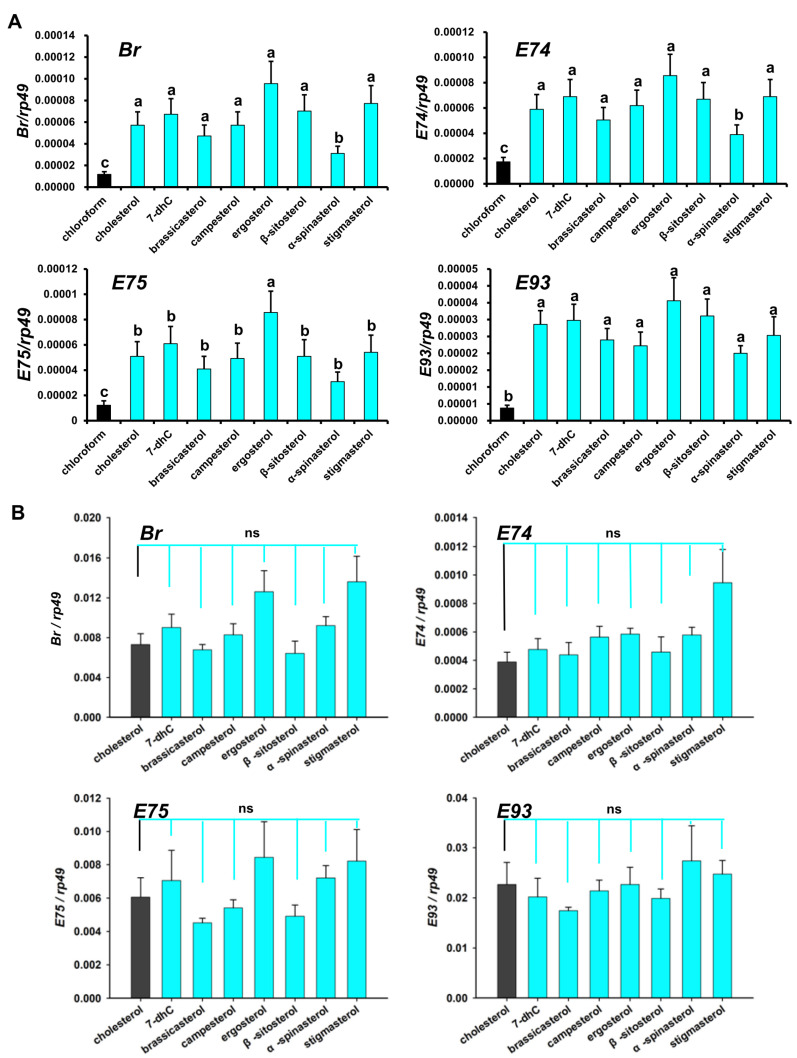 A
Br
Br/rp49
0.00014
0.00012
0.00010
0.00008
0.00006
0.00004
0.00002
0.00000
c
a
a
a
a
a
a
b
a
chloroform
cholesterol
7-dhC
brassicasterol
campesterol
ergosterol
β-sitosterol
α-spinasterol
stigmasterol
E74
E74/rp49
0.00012
0.00010
0.00008
0.00006
0.00004
0.00002
0.00000
c
a
a
a
a
a
a
b
a
chloroform
cholesterol
7-dhC
brassicasterol
campesterol
ergosterol
β-sitosterol
α-spinasterol
stigmasterol
E75
E75/rp49
0.00012
0.0001
0.00008
0.00006
0.00004
0.00002
0
c
b
b
b
b
a
b
b
b
chloroform
cholesterol
7-dhC
brassicasterol
campesterol
ergosterol
β-sitosterol
α-spinasterol
stigmasterol
E93
E93/rp49
0.00005
0.00004
0.00003
0.00002
0.00001
0.00000
b
a
a
a
a
a
a
a
a
chloroform
cholesterol
7-dhC
brassicasterol
campesterol
ergosterol
β-sitosterol
α-spinasterol
stigmasterol
B
Br
ns
Br / rp49
0.020
0.016
0.012
0.008
0.004
0.000
cholesterol
7-dhC
brassicasterol
campesterol
ergosterol
β -sitosterol
α -spinasterol
stigmasterol
E74
ns
E74 / rp49
0.0014
0.0012
0.0010
0.0008
0.0006
0.0004
0.0002
0.0000
cholesterol
7-dhC
brassicasterol
campesterol
ergosterol
β -sitosterol
α -spinasterol
stigmasterol
E75
ns
E75 / rp49
0.012
0.010
0.008
0.006
0.004
0.002
0.000
cholesterol
7-dhC
brassicasterol
campesterol
ergosterol
β -sitosterol
α -spinasterol
stigmasterol
E93
ns
E93 / rp49
0.04
0.03
0.02
0.01
0.00
cholesterol
7-dhC
brassicasterol
campesterol
ergosterol
β -sitosterol
α -spinasterol
stigmasterol